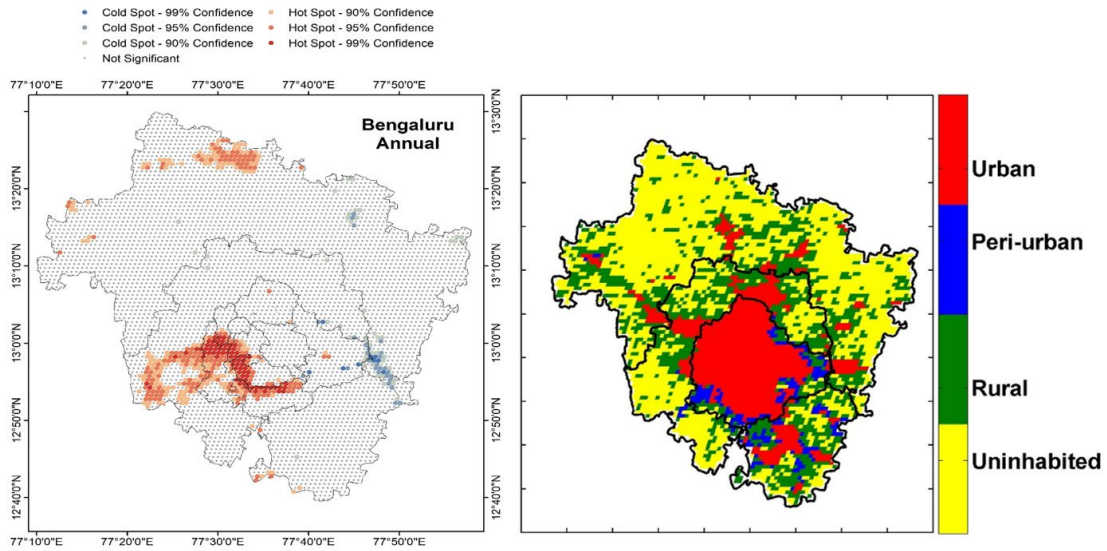 Cold Spot - 99% Confidence
Hot Spot - 90% Confidence
Cold Spot - 95% Confidence
Hot Spot - 95% Confidence
Cold Spot - 90% Confidence
Hot Spot - 99% Confidence
Not Significant
77°10'0"E 77°20'0"E 77°30'0"E 77°40'0"E 77°50'0"E
Bengaluru
Annual
13°30'0"N
13°20'0"N 13°20'0"N
13°10'0"N 13°10'0"N
13°0'0"N 13°0'0"N
12°50'0"N 12°50'0"N
12°40'0"N 12°40'0"N
77°10'0"E 77°20'0"E 77°30'0"E 77°40'0"E 77°50'0"E
Urban
Peri-urban
Rural
Uninhabited